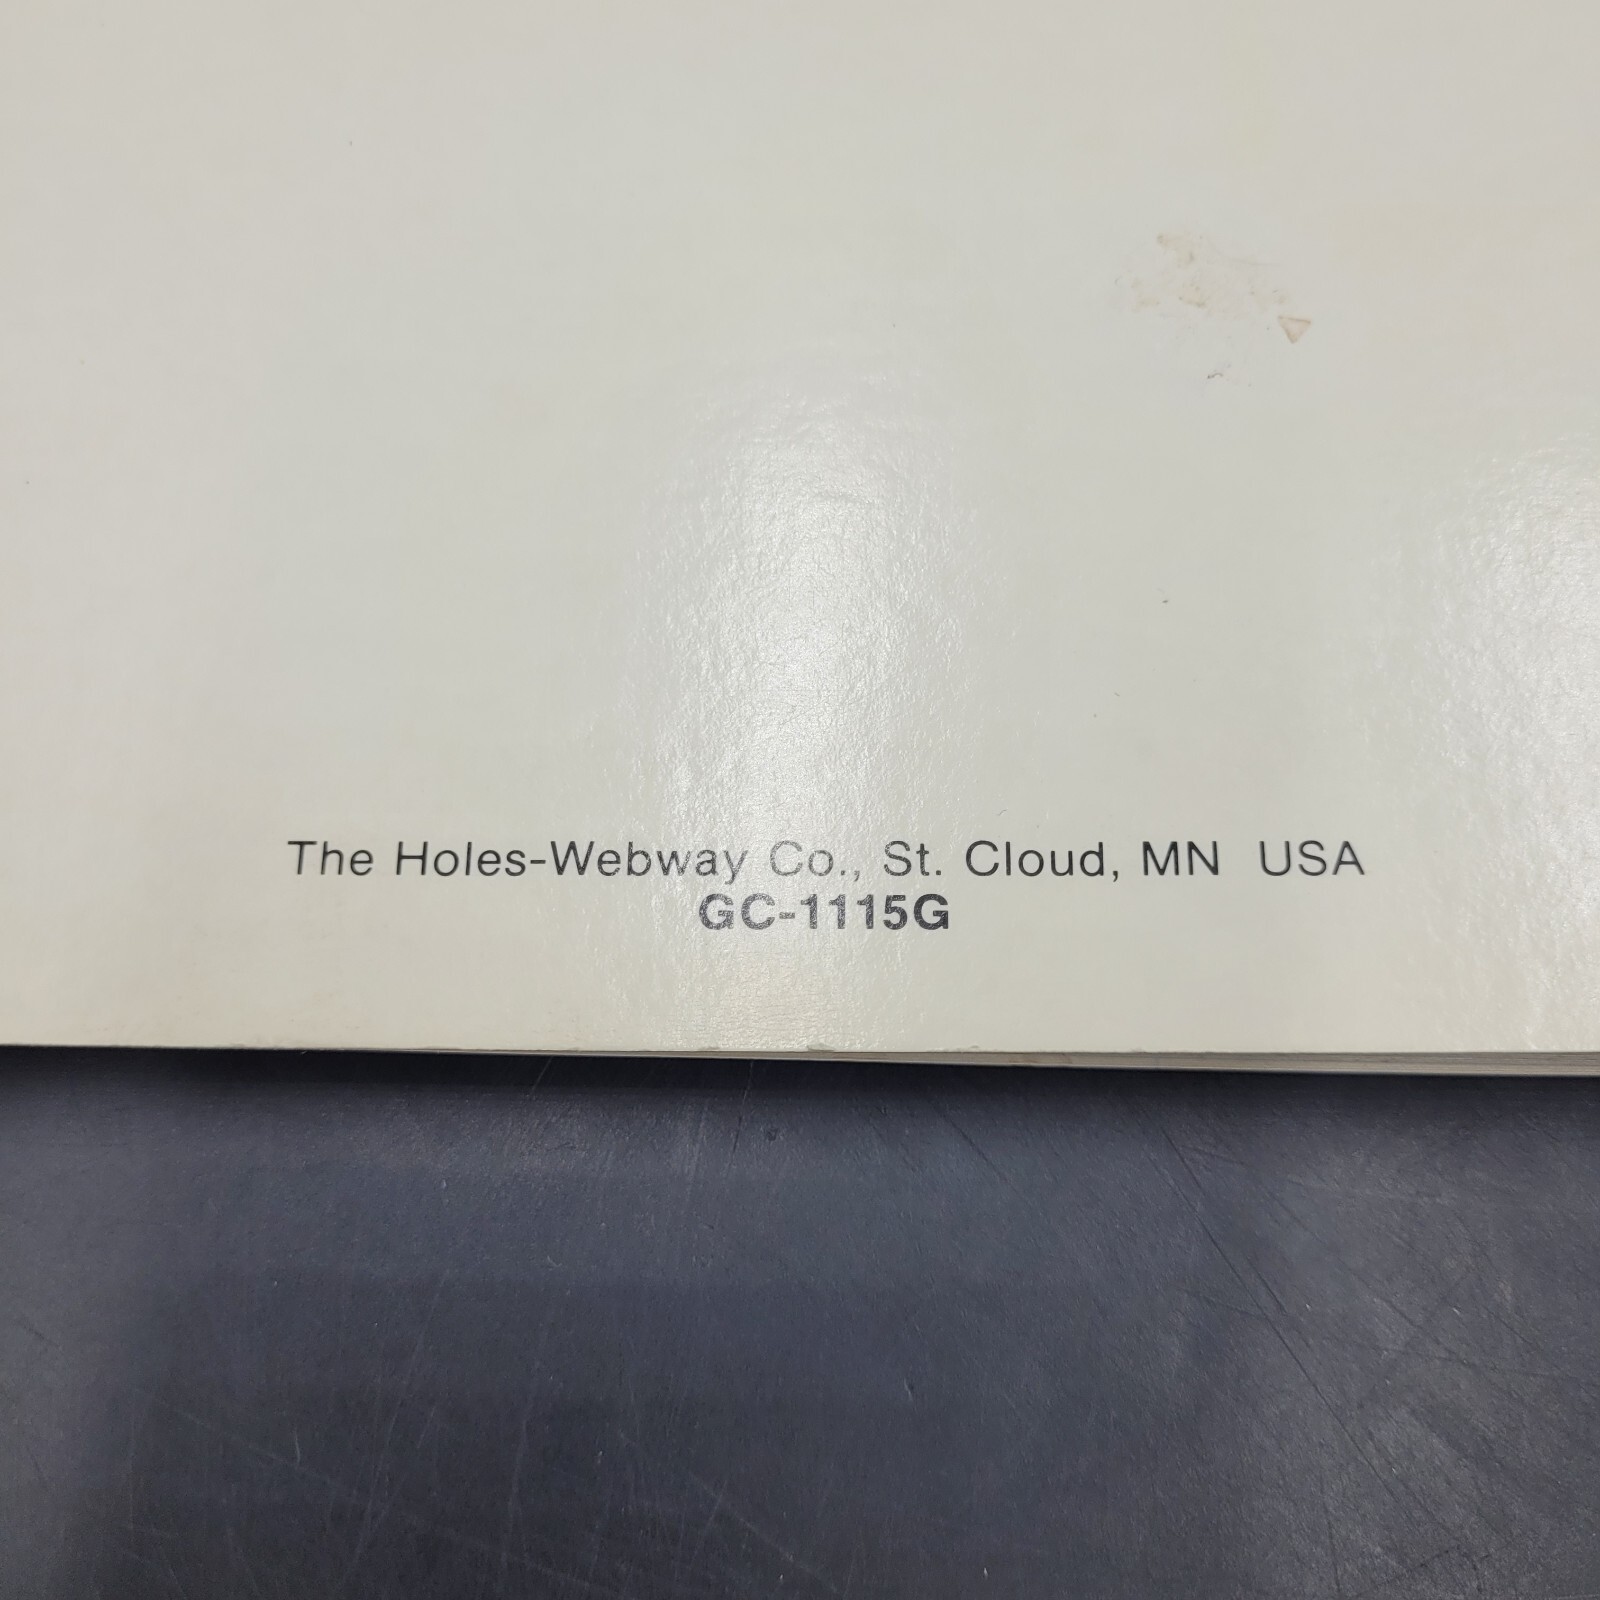 The Holes-Webway Co., St. Cloud, MN USA
GC-1115G